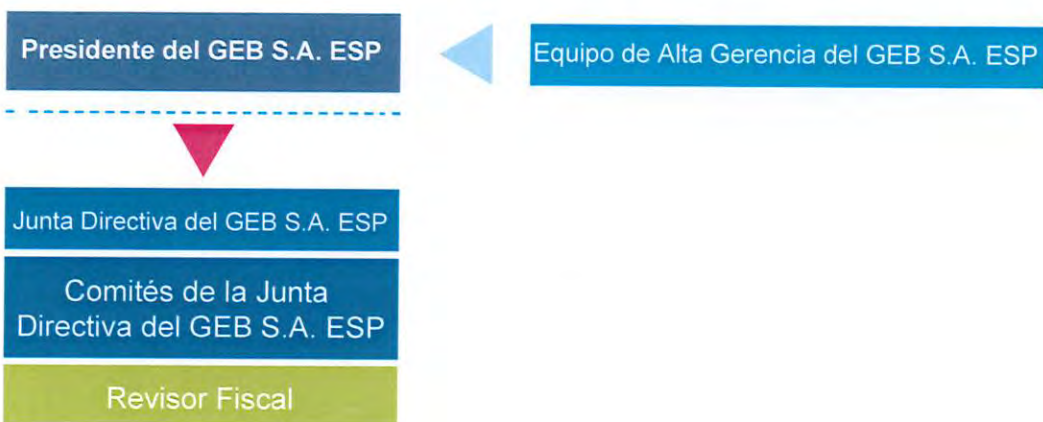 Presidente del GEB S.A. ESP
Equipo de Alta Gerencia del GEB S.A. ESP
Junta Directiva del GEB S.A. ESP
Comités de la Junta
Directiva del GEB S.A. ESP
Revisor Fiscal